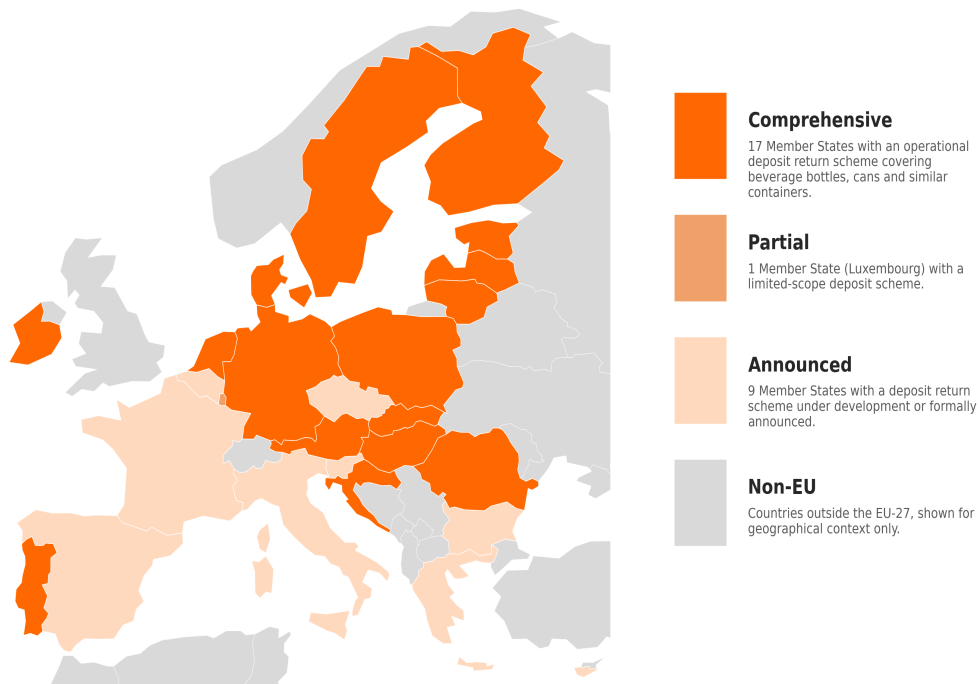 Comprehensive
17 Member States with an operational
deposit return scheme covering
beverage bottles, cans and similar
containers.
Partial
1 Member State (Luxembourg) with a
limited-scope deposit scheme.
Announced
9 Member States with a deposit return
scheme under development or formally
announced.
Non-EU
Countries outside the EU-27, shown for
geographical context only.